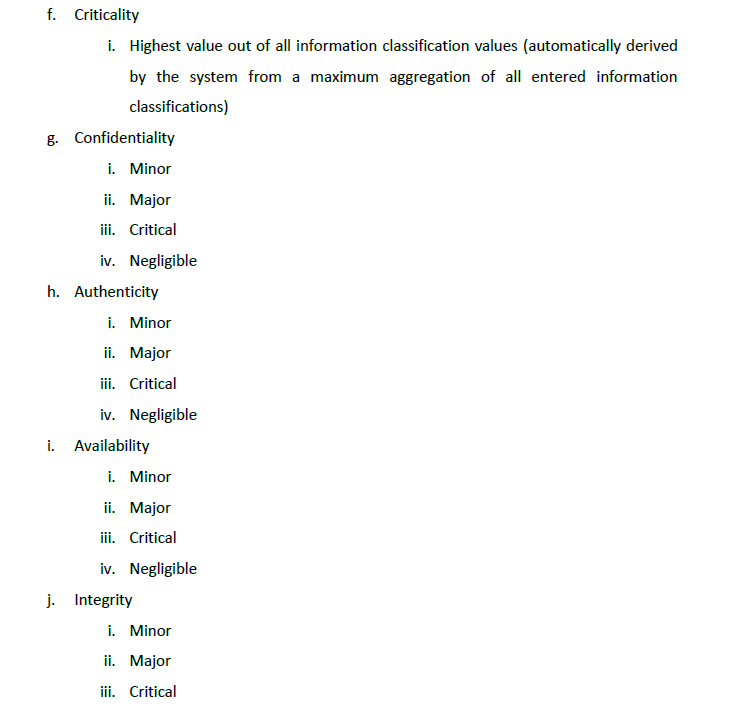 f. Criticality
i. Highest value out of all information classification values (automatically derived
by the system from a maximum aggregation of all entered information
classifications)
g. Confidentiality
i. Minor
ii. Major
iii. Critical
iv. Negligible
h. Authenticity
i. Minor
ii. Major
iii. Critical
iv. Negligible
i. Availability
i. Minor
ii. Major
iii. Critical
iv. Negligible
j. Integrity
i. Minor
ii. Major
iii. Critical